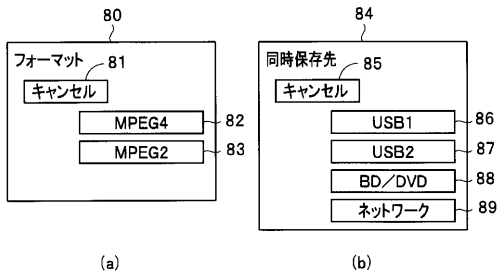 80
フォーマット
81
キャンセル
MPEG4
82
MPEG2
83
(a)
84
同時保存先
85
キャンセル
USB1
86
USB2
87
BD/DVD
88
ネットワーク
89
(b)